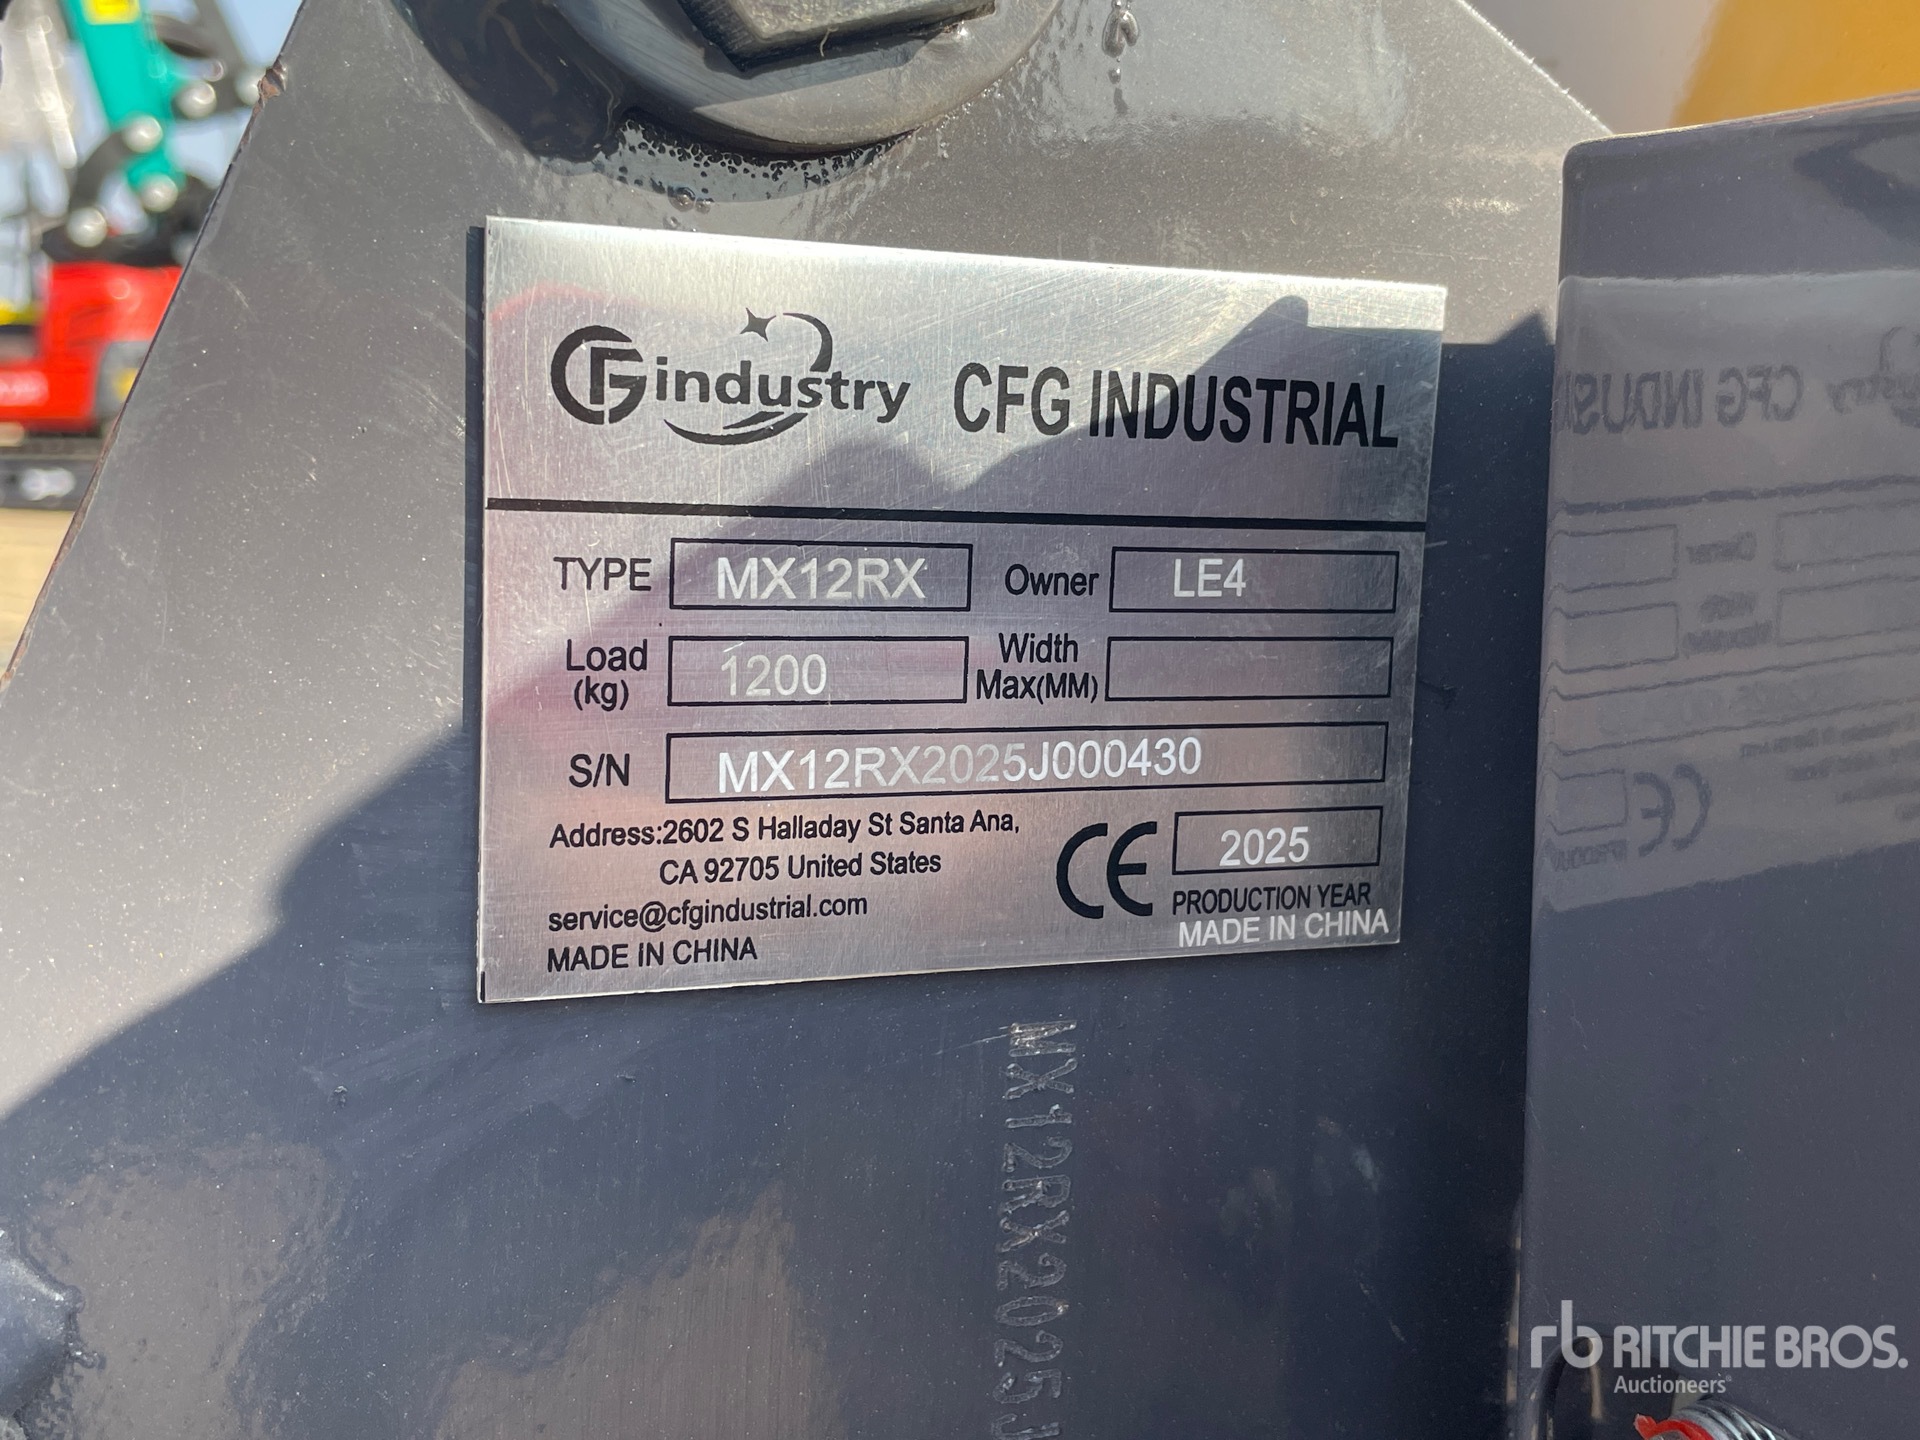 CFG industry CFG INDUSTRIAL
TYPE MX12RX Owner LE4
Load (kg) 1200 Width Max(MM)
S/N MX12RX2025J000430
Address:2602 S Halladay St Santa Ana,
CA 92705 United States
CE 2025
service@cfgindustrial.com
PRODUCTION YEAR
MADE IN CHINA
MADE IN CHINA
MX12RX2025J
rb RITCHIE BROS.
Auctioneers